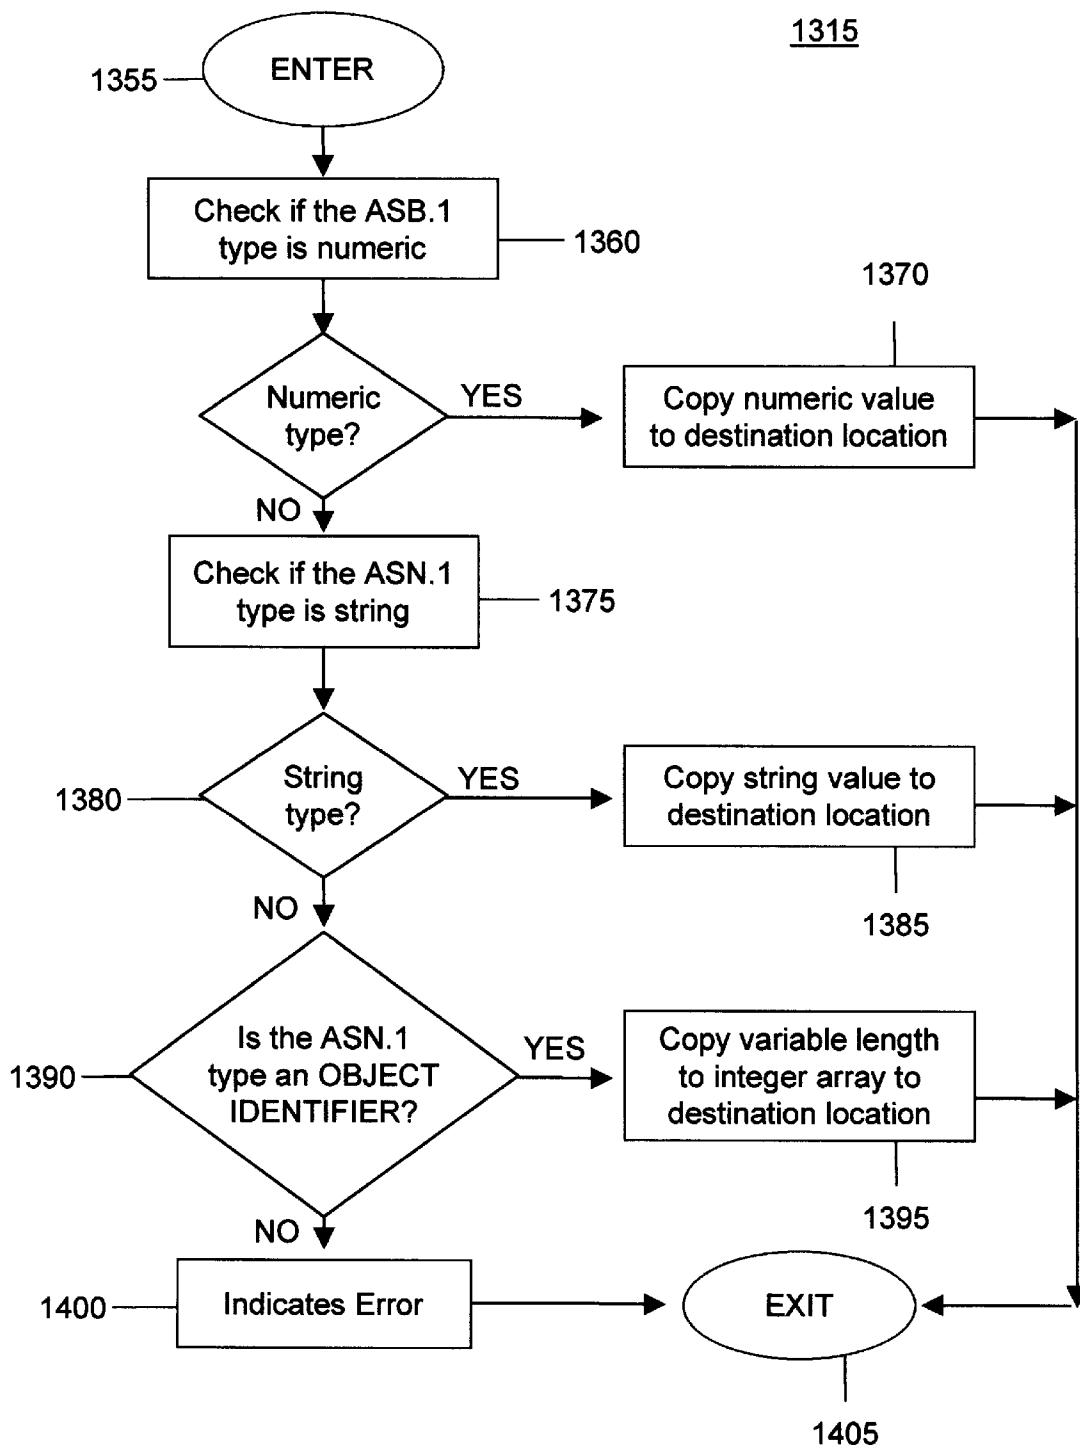 1315
ENTER
1355
Check if the ASB.1
type is numeric
1360
1370
Numeric
type?
YES
Copy numeric value
to destination location
NO
Check if the ASN.1
type is string
1375
String
type?
YES
1380
Copy string value to
destination location
NO
1385
Is the ASN.1
type an OBJECT
IDENTIFIER?
YES
1390
Copy variable length
to integer array to
destination location
NO
1395
1400
Indicates Error
EXIT
1405